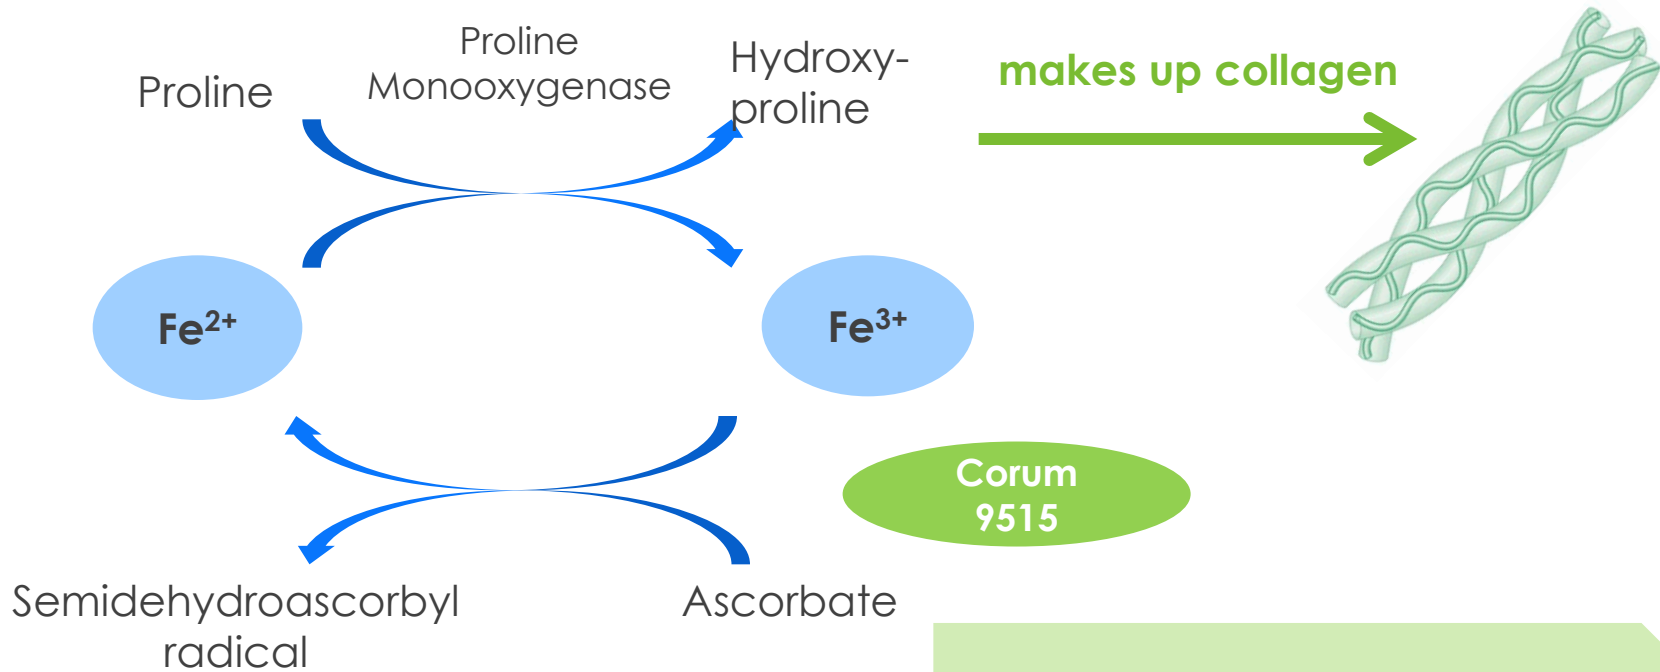 Proline
Proline
Monooxygenase
Hydroxy-
proline
makes up collagen
Fe²⁺
Fe³⁺
Corum
9515
Semidehydroascorbyl
radical
Ascorbate